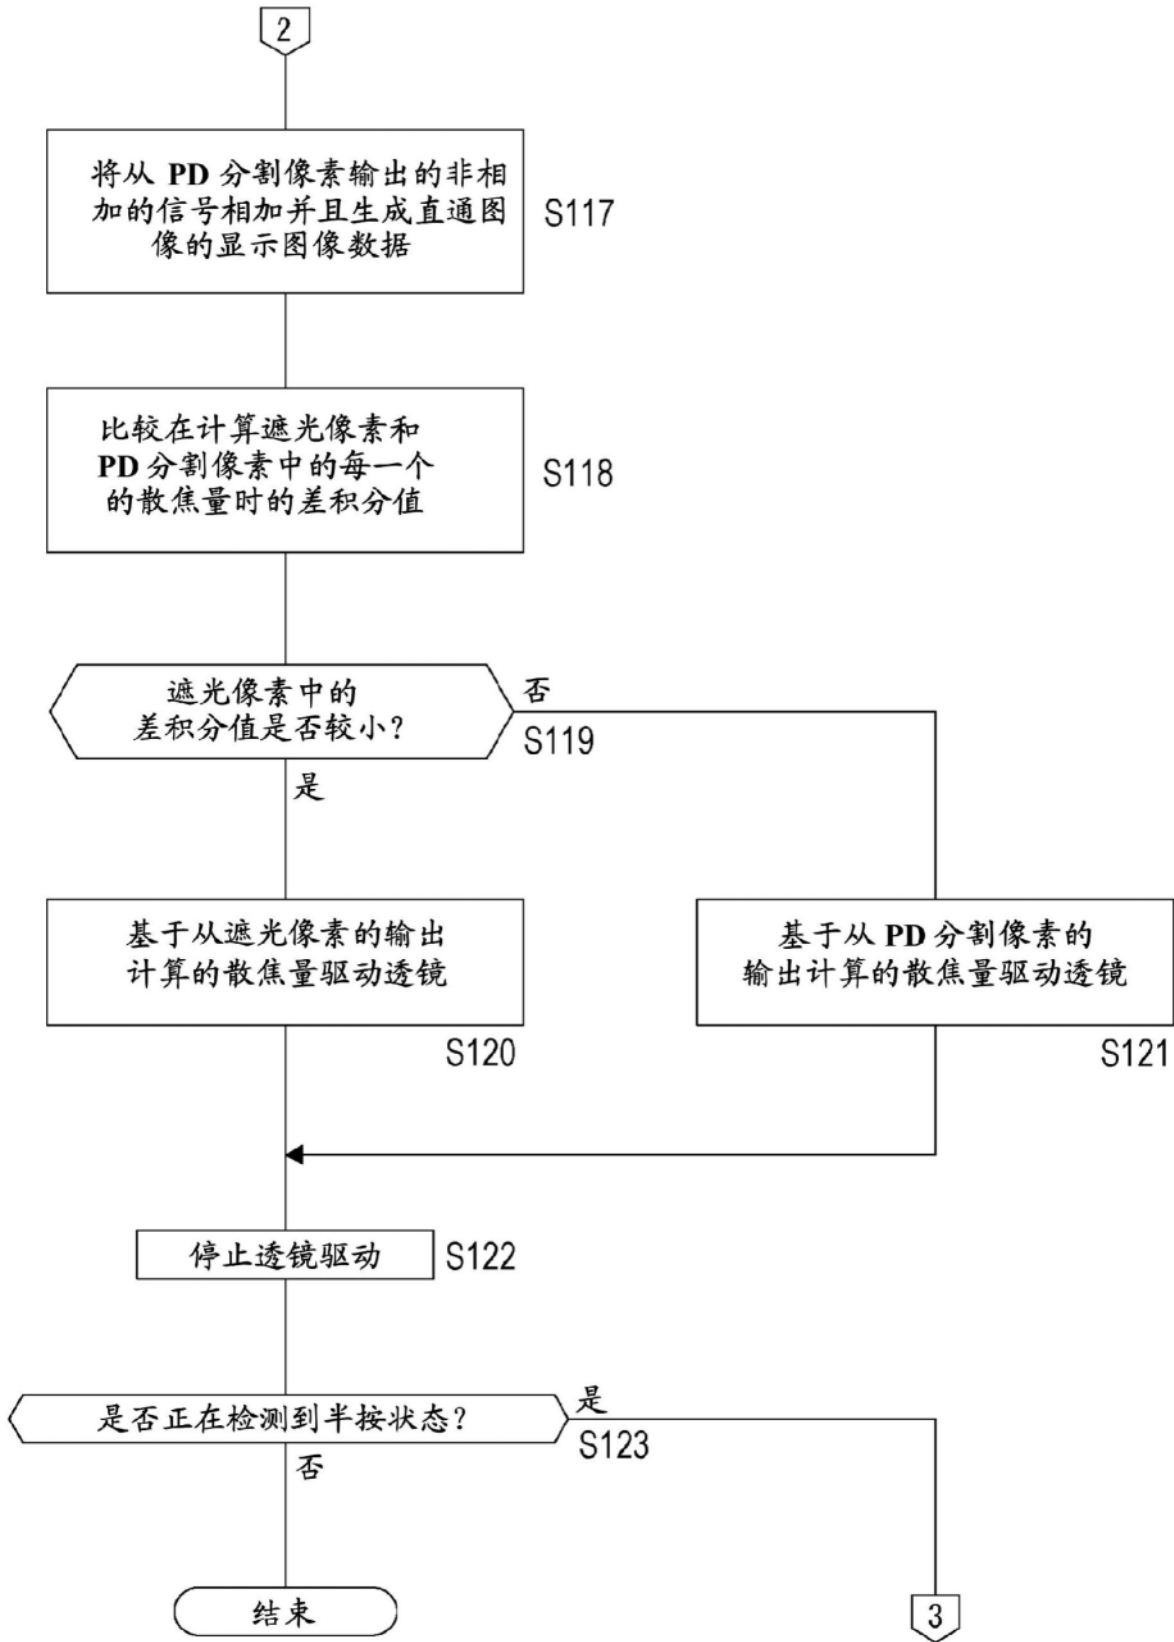 2
将从 PD 分割像素输出的非相
加的信号相加并且生成直通图
像的显示图像数据
S117
比较在计算遮光像素和
PD 分割像素中的每一个
的散焦量时的差积分值
S118
遮光像素中的
差积分值是否较小?
否
S119
是
基于从遮光像素的输出
计算的散焦量驱动透镜
S120
基于从 PD 分割像素的
输出计算的散焦量驱动透镜
S121
停止透镜驱动
S122
是否正在检测到半按状态?
是
S123
否
结束
3